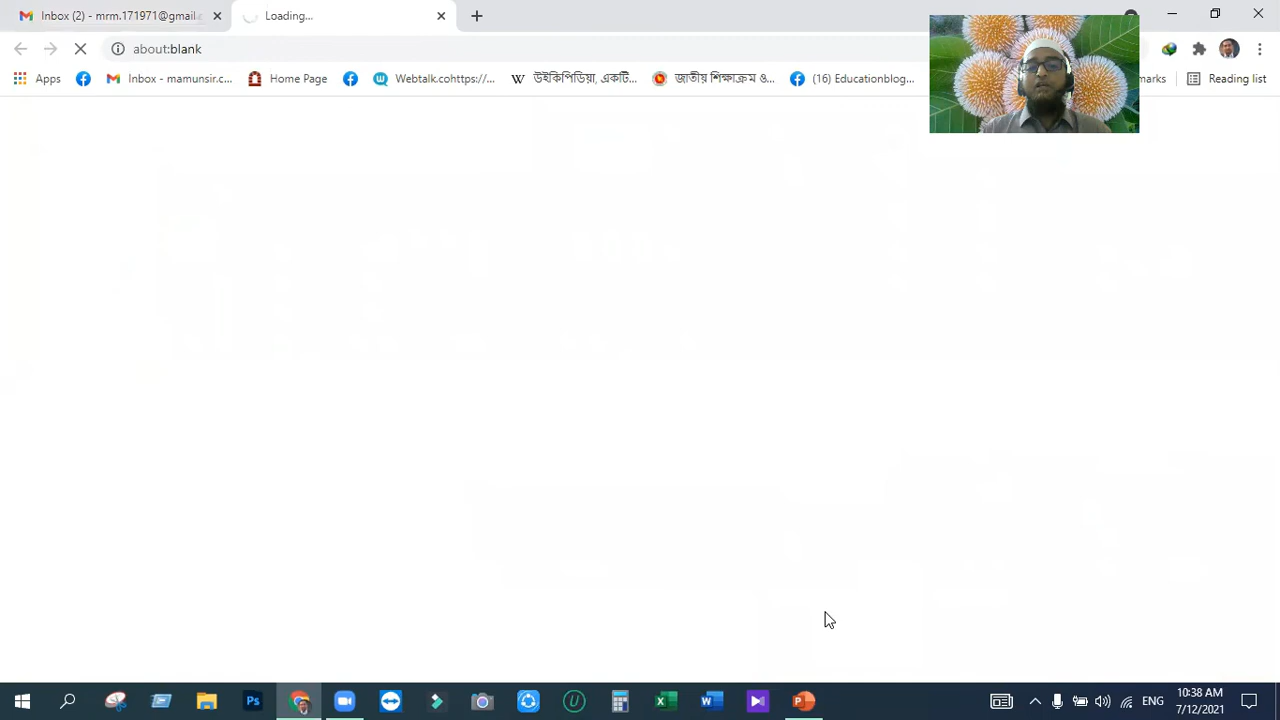 Inbox (2) - mrm.171971@gmail
Loading...
about:blank
Apps
Inbox - mamunsir.c...
Home Page
Webtalk.cohttps://...
উইকিপিডিয়া, একটি...
জাতীয় শিক্ষাক্রম ও...
(16) Educationblog...
marks
Reading list
10:38 AM
ENG
7/12/2021